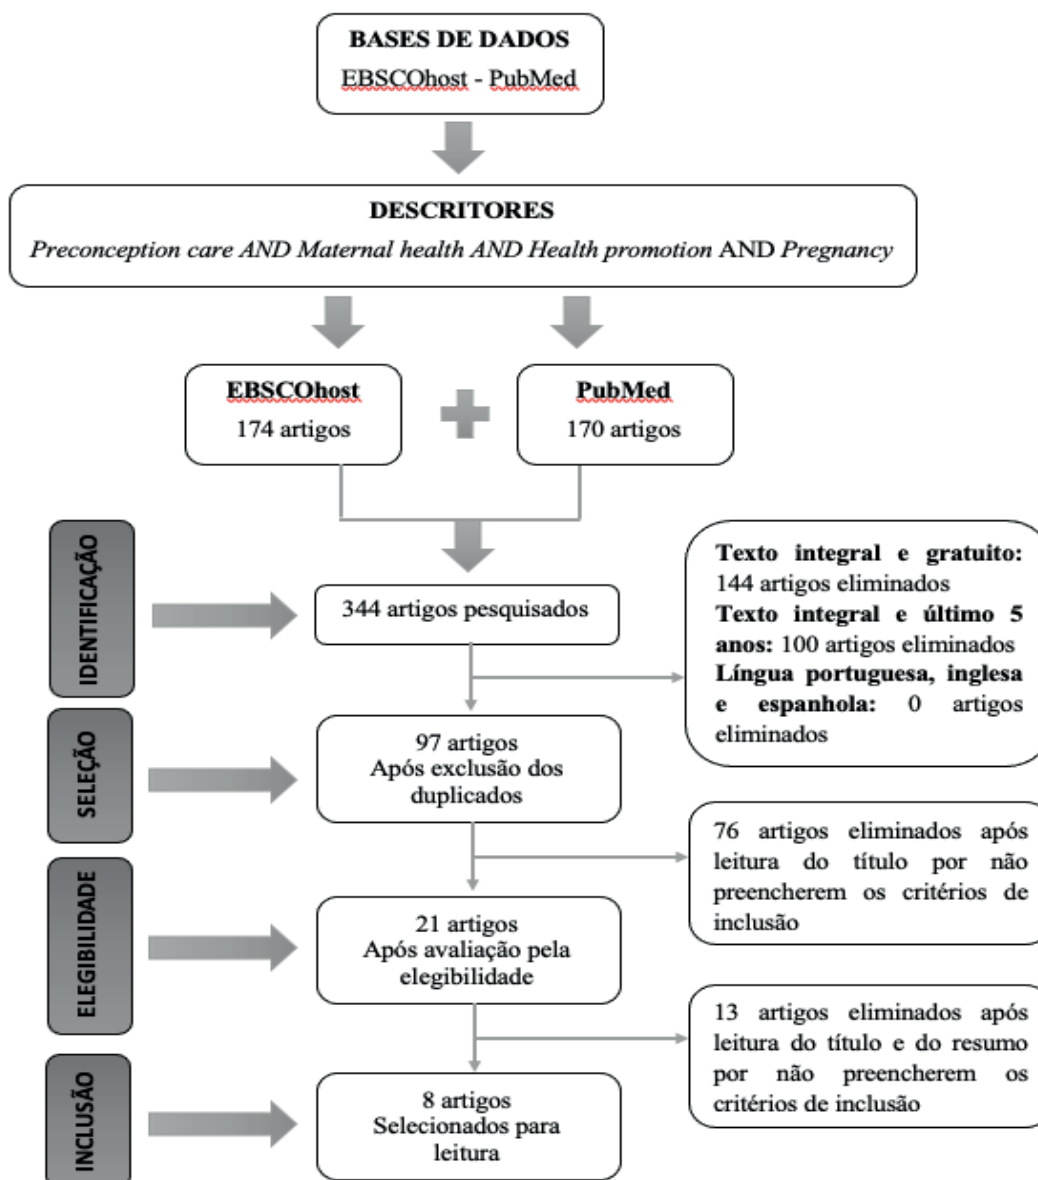 BASES DE DADOS
EBSCOhost - PubMed
DESCRITORES
Preconception care AND Maternal health AND Health promotion AND Pregnancy
EBSCOhost
174 artigos
PubMed
170 artigos
IDENTIFICAÇÃO
344 artigos pesquisados
Texto integral e gratuito:
144 artigos eliminados
Texto integral e último 5
anos: 100 artigos eliminados
Língua portuguesa, inglesa
e espanhola: 0 artigos
eliminados
SELEÇÃO
97 artigos
Após exclusão dos
duplicados
76 artigos eliminados após
leitura do título por não
preencherem os critérios de
inclusão
ELEGIBILIDADE
21 artigos
Após avaliação pela
elegibilidade
13 artigos eliminados após
leitura do título e do resumo
por não preencherem os
critérios de inclusão
INCLUSÃO
8 artigos
Selecionados para
leitura